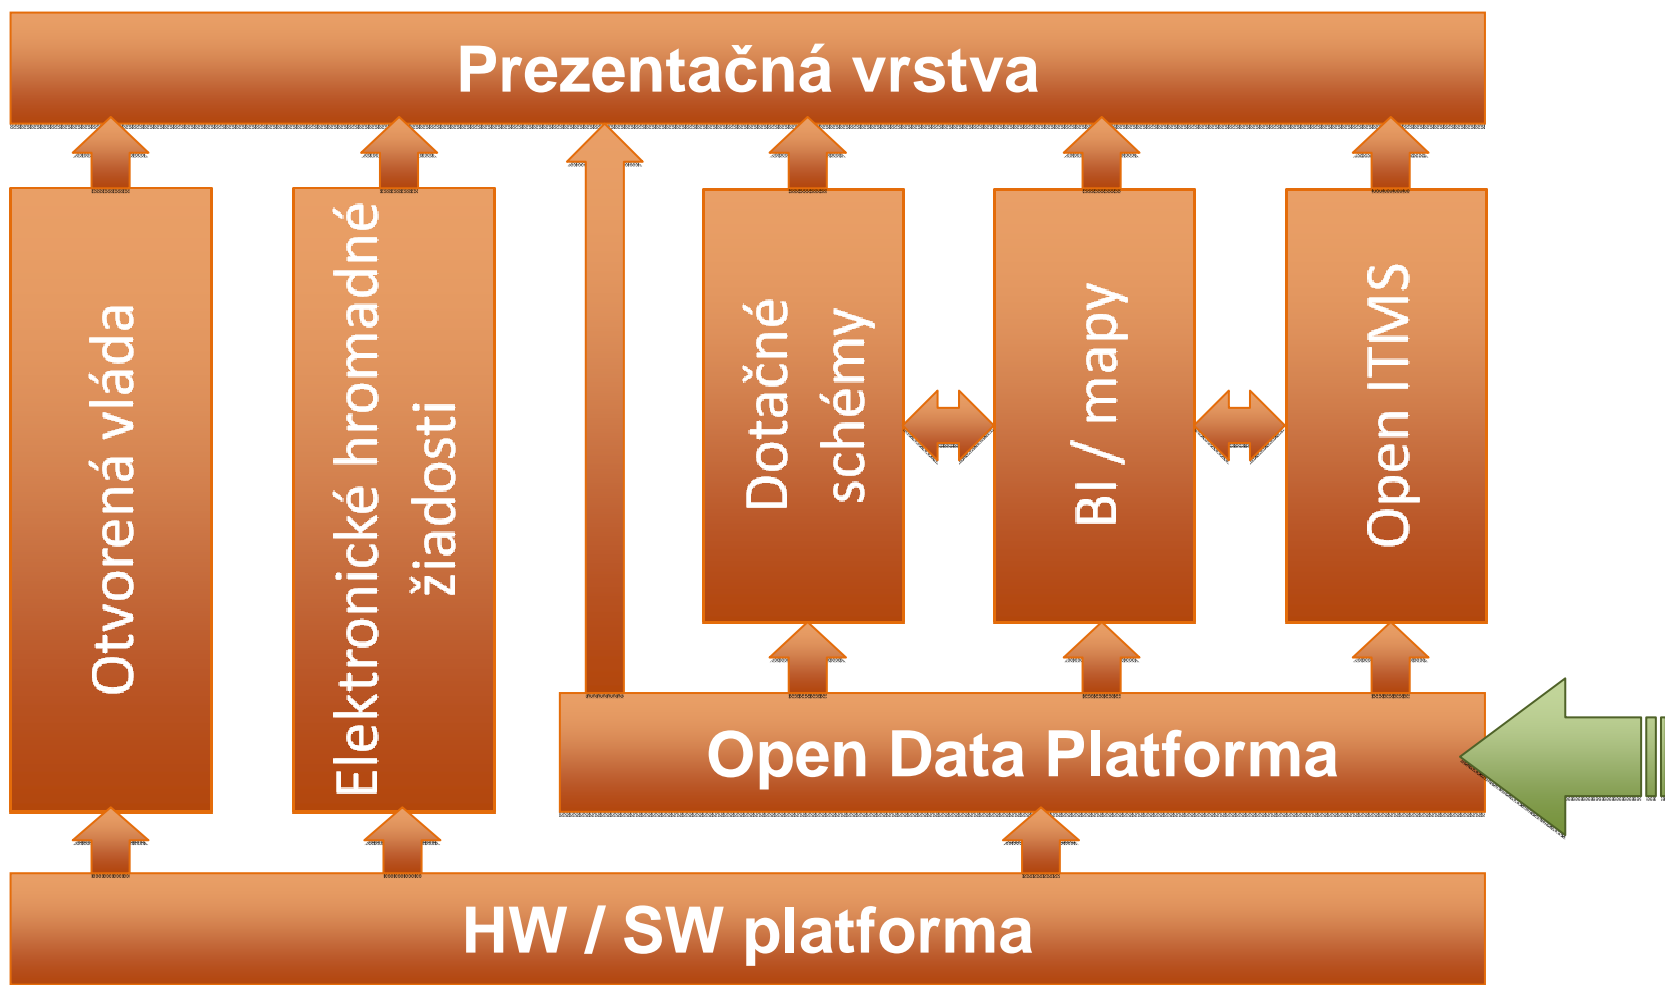 Prezentačná vrstva
Otvorená vláda
Elektronické hromadné
žiadosti
Dotačné
schémy
BI / mapy
Open ITMS
Open Data Platforma
HW / SW platforma